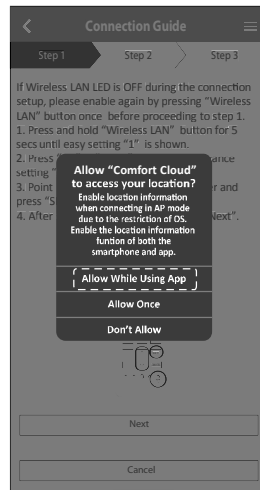 Connection Guide
Step 1
Step 2
Step 3
If Wireless LAN LED is OFF during the connection
setup, please enable again by pressing "Wireless
LAN" button once before proceeding to step 1.
1. Press and hold "Wireless LAN" button for 5
secs until easy setting "1" is shown.
2. Press
setting "
3. Point and
press "S
4. After Next".
Allow "Comfort Cloud"
to access your location?
Enable location information
when connecting in AP mode
due to the restriction of OS.
Enable the location information
funtion of both the
smartphone and app.
Allow While Using App
Allow Once
Don't Allow
Next
Cancel